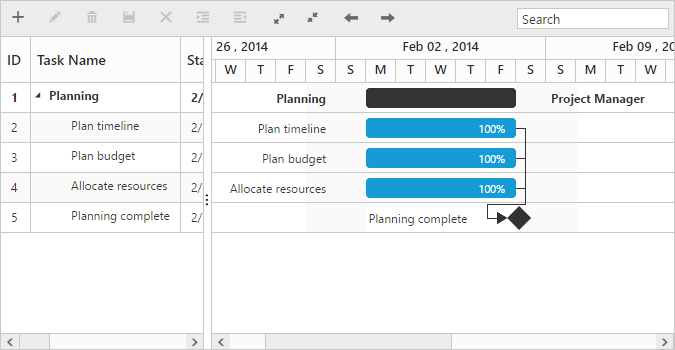 Search
ID Task Name Sta
26 , 2014 Feb 02 , 2014 Feb 09 , 20
W T F S S M T W T F S S M T W
1 Planning 2/ Planning Project Manager
2 Plan timeline 2/ Plan timeline 100%
3 Plan budget 2/ Plan budget 100%
4 Allocate resources 2/ Allocate resources 100%
5 Planning complete 2/ Planning complete